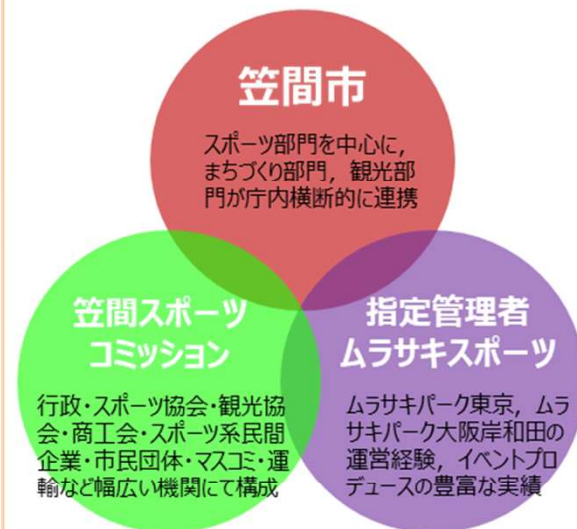 笠間市
スポーツ部門を中心に,
まちづくり部門，観光部
門が庁内横断的に連携
笠間スポーツ
コミッション
行政・スポーツ協会・観光協
会・商工会・スポーツ系民間
企業・市民団体・マスコミ・運
輸など幅広い機関にて構成
指定管理者
ムラサキスポーツ
ムラサキパーク東京，ムラ
サキパーク大阪岸和田の
運営経験，イベントプロ
デュースの豊富な実績